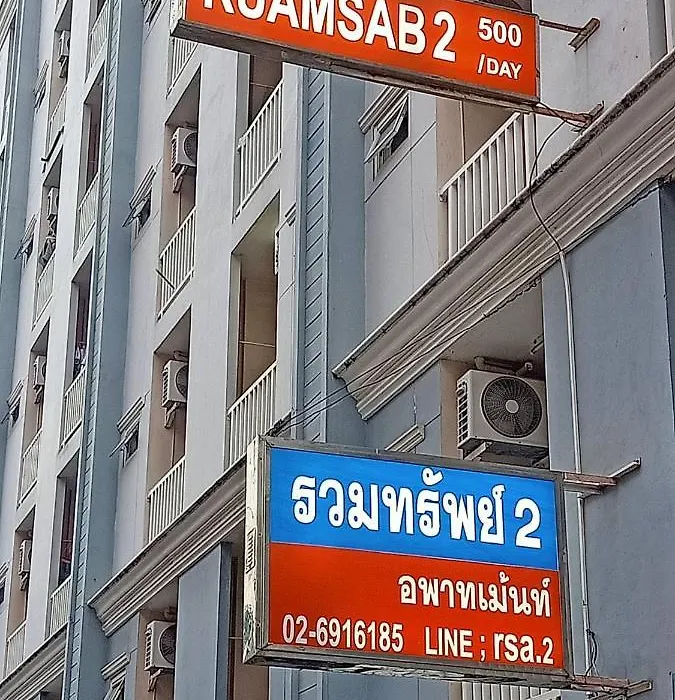 RUAMSAB 2 500
/DAY
รวมทรัพย์ 2
อพาทเม้นท์
02-6916185 LINE ; rsa.2